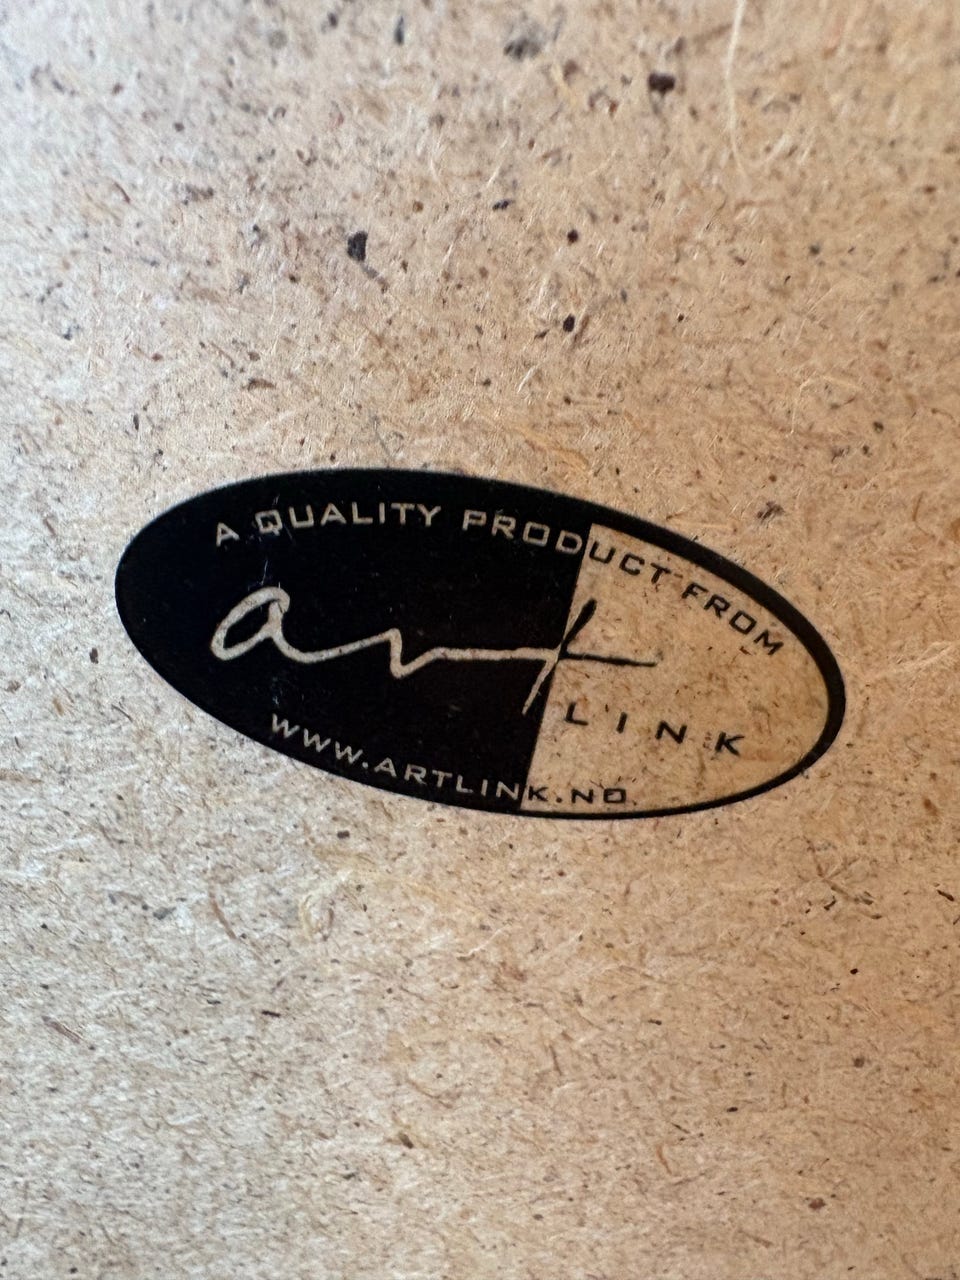 A QUALITY PRODUCT FROM
art
LINK
WWW.ARTLINK.NO